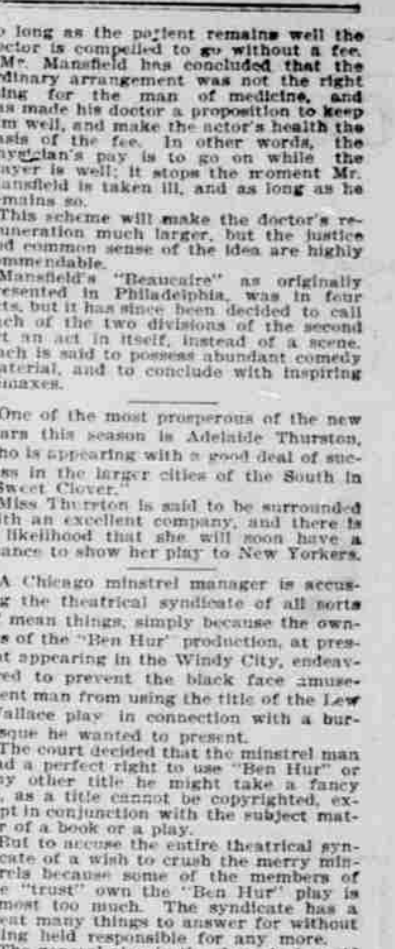 long as the patient remains well the
ctor is compelled to go without a fee.
Mr. Mansfield has concluded that the
dinary arrangement was not the right
ing for the man of medicine, and
as made his doctor a proposition to keep
m well, and make the actor's health the
asis of the fee. In other words, the
ysician's pay is to go on while the
ayer is well; it stops the moment Mr.
ansfield is taken ill, and as long as he
mains so.
This scheme will make the doctor's re-
uneration much larger, but the justice
d common sense of the idea are highly
mmendable.
Mansfield's "Beaucaire" as originally
resented in Philadelphia, was in four
ts, but it has since been decided to call
ach of the two divisions of the second
t an act in itself, instead of a scene.
ach is said to possess abundant comedy
aterial, and to conclude with inspiring
imaxes.
One of the most prosperous of the new
ars this season is Adelaide Thurston,
ho is appearing with a good deal of suc-
ss in the larger cities of the South in
Sweet Clover."
Miss Thurston is said to be surrounded
ith an excellent company, and there is
likelihood that she will soon have a
ance to show her play to New Yorkers.
A Chicago minstrel manager is accus-
g the theatrical syndicate of all sorts
mean things, simply because the own-
s of the "Ben Hur' production, at pres-
t appearing in the Windy City, endeav-
ed to prevent the black face amuse-
ent man from using the title of the Lew
allace play in connection with a bur-
sque he wanted to present.
The court decided that the minstrel man
ad a perfect right to use "Ben Hur" or
ny other title he might take a fancy
, as a title cannot be copyrighted, ex-
pt in conjunction with the subject mat-
r of a book or a play.
But to accuse the entire theatrical syn-
cate of a wish to crush the merry min-
rels because some of the members of
e "trust" own the "Ben Hur" play is
most too much. The syndicate has a
eat many things to answer for without
ing held responsible for any more.